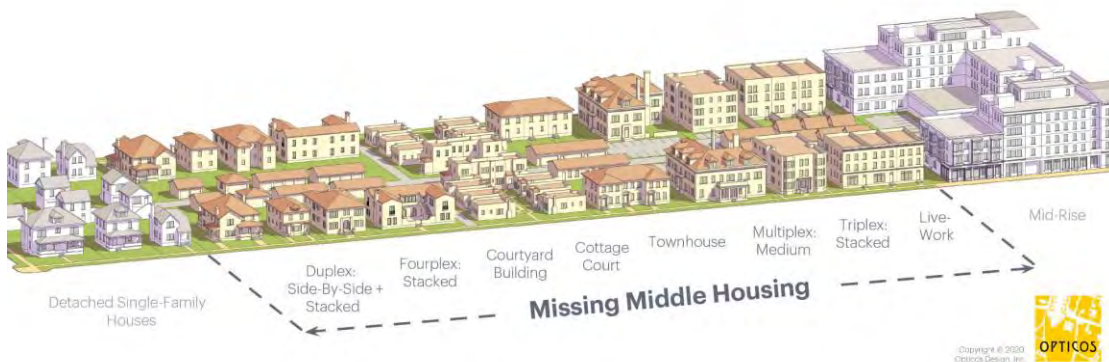 Detached Single-Family
Houses
Duplex:
Side-By-Side +
Stacked
Fourplex:
Stacked
Courtyard
Building
Cottage
Court
Townhouse
Multiplex:
Medium
Triplex:
Stacked
Live-
Work
Mid-Rise
Missing Middle Housing
Copyright © 2020
Opticos Design, Inc.
OPTICOS